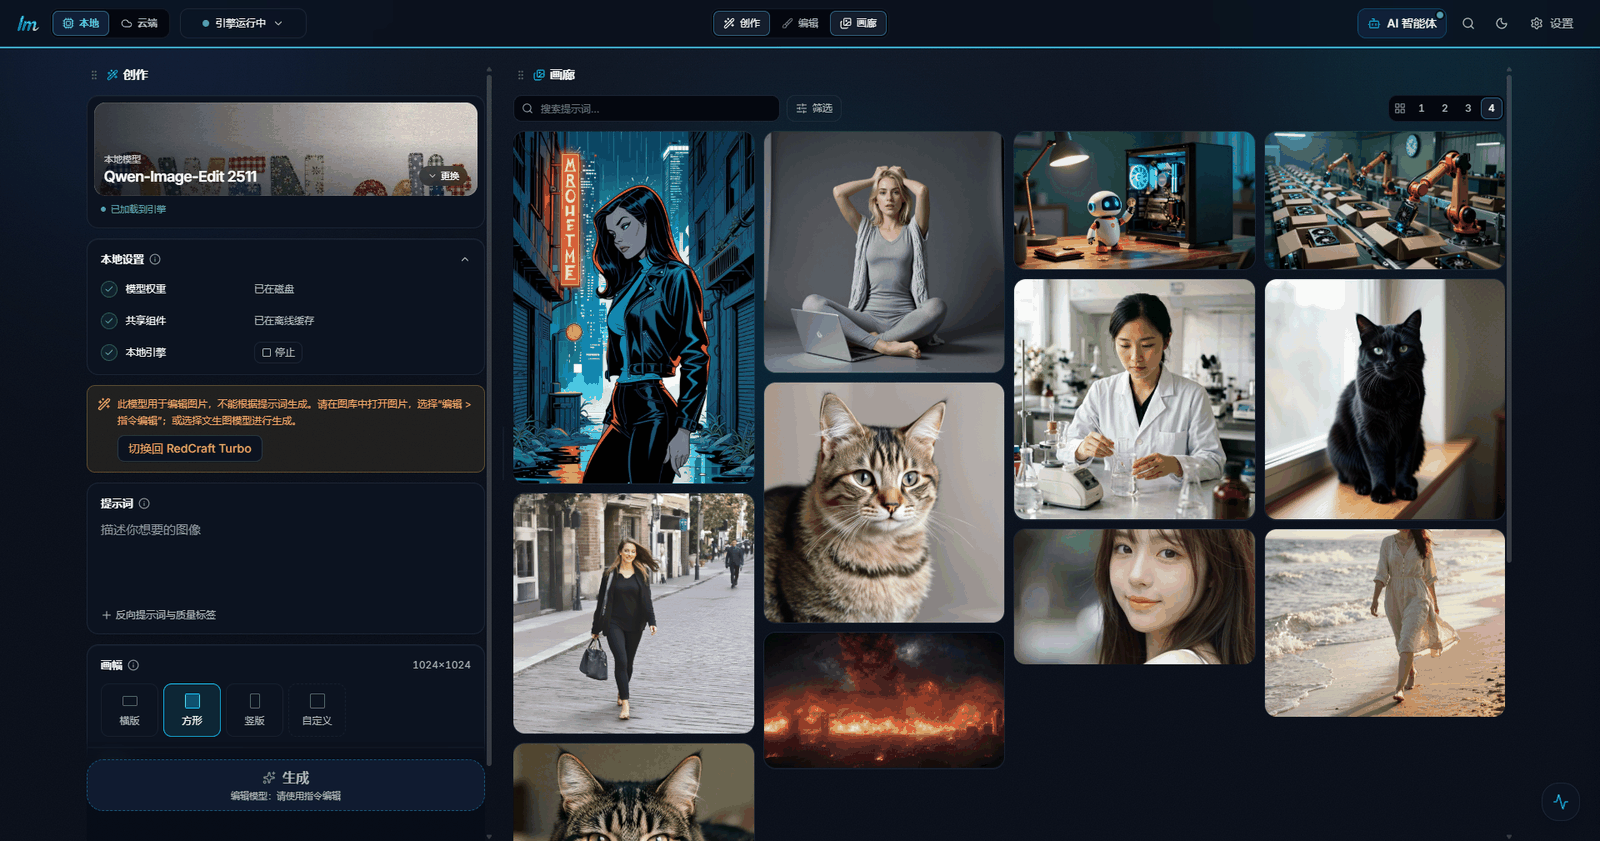 lm
本地
云端
引擎运行中
创作
编辑
画廊
AI 智能体
设置
创作
本地模型
Qwen-Image-Edit 2511
更换
已加载到引擎
本地设置
模型权重
已在磁盘
共享组件
已在离线缓存
本地引擎
停止
此模型用于编辑图片，不能根据提示词生成。请在图库中打开图片，选择“编辑 >
指令编辑”；或选择文生图模型进行生成。
切换回 RedCraft Turbo
提示词
描述你想要的图像
反向提示词与质量标签
画幅
1024×1024
横版
方形
竖版
自定义
生成
编辑模型：请使用指令编辑
画廊
搜索提示词...
筛选
1
2
3
4
MROHETME